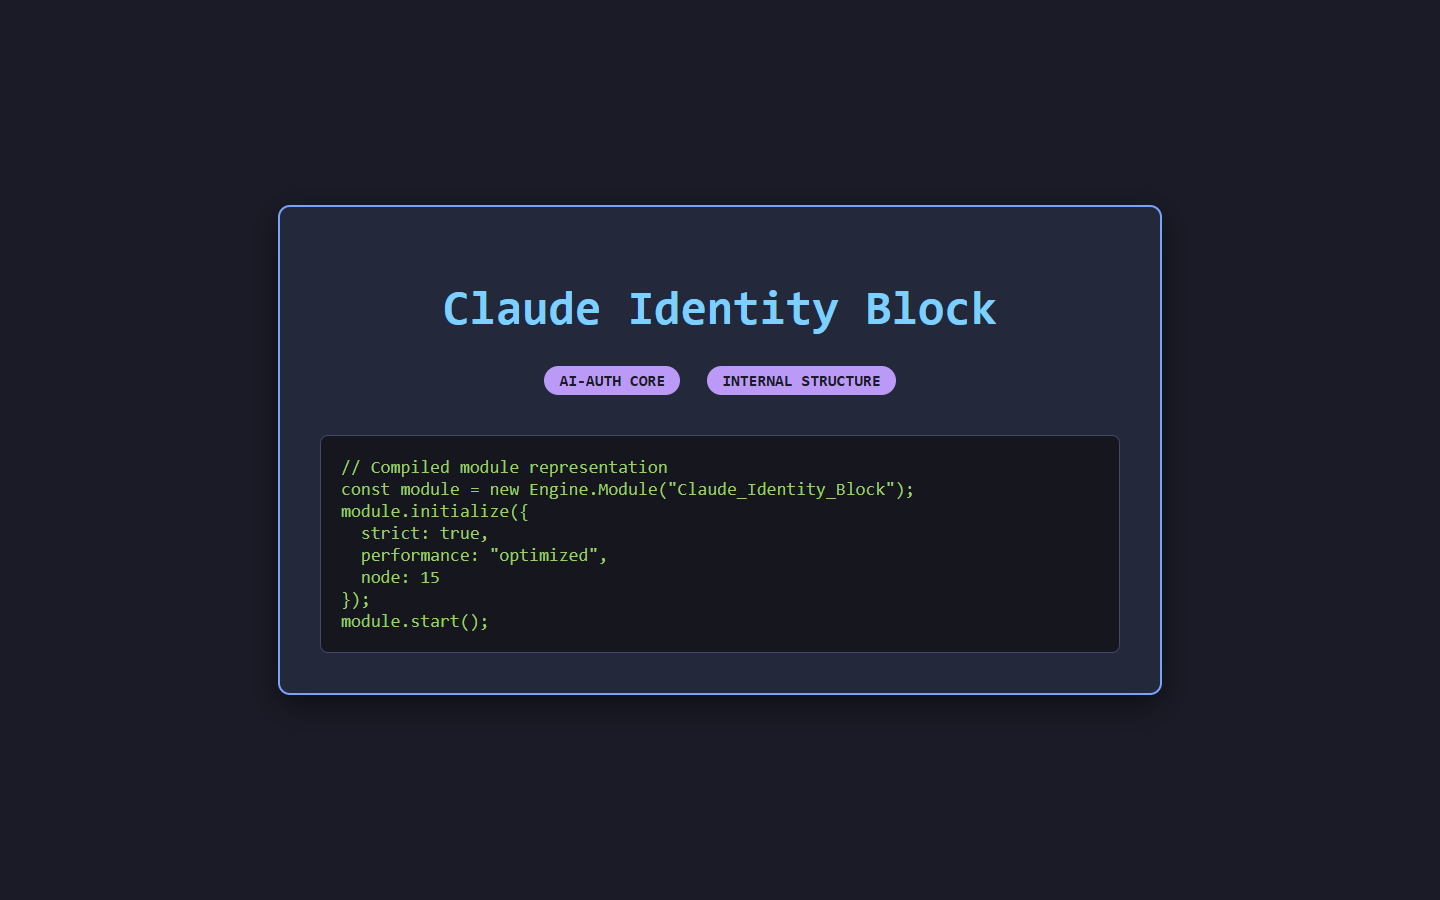 Claude Identity Block
AI-AUTH CORE INTERNAL STRUCTURE
// Compiled module representation
const module = new Engine.Module("Claude_Identity_Block");
module.initialize({
  strict: true,
  performance: "optimized",
  node: 15
});
module.start();